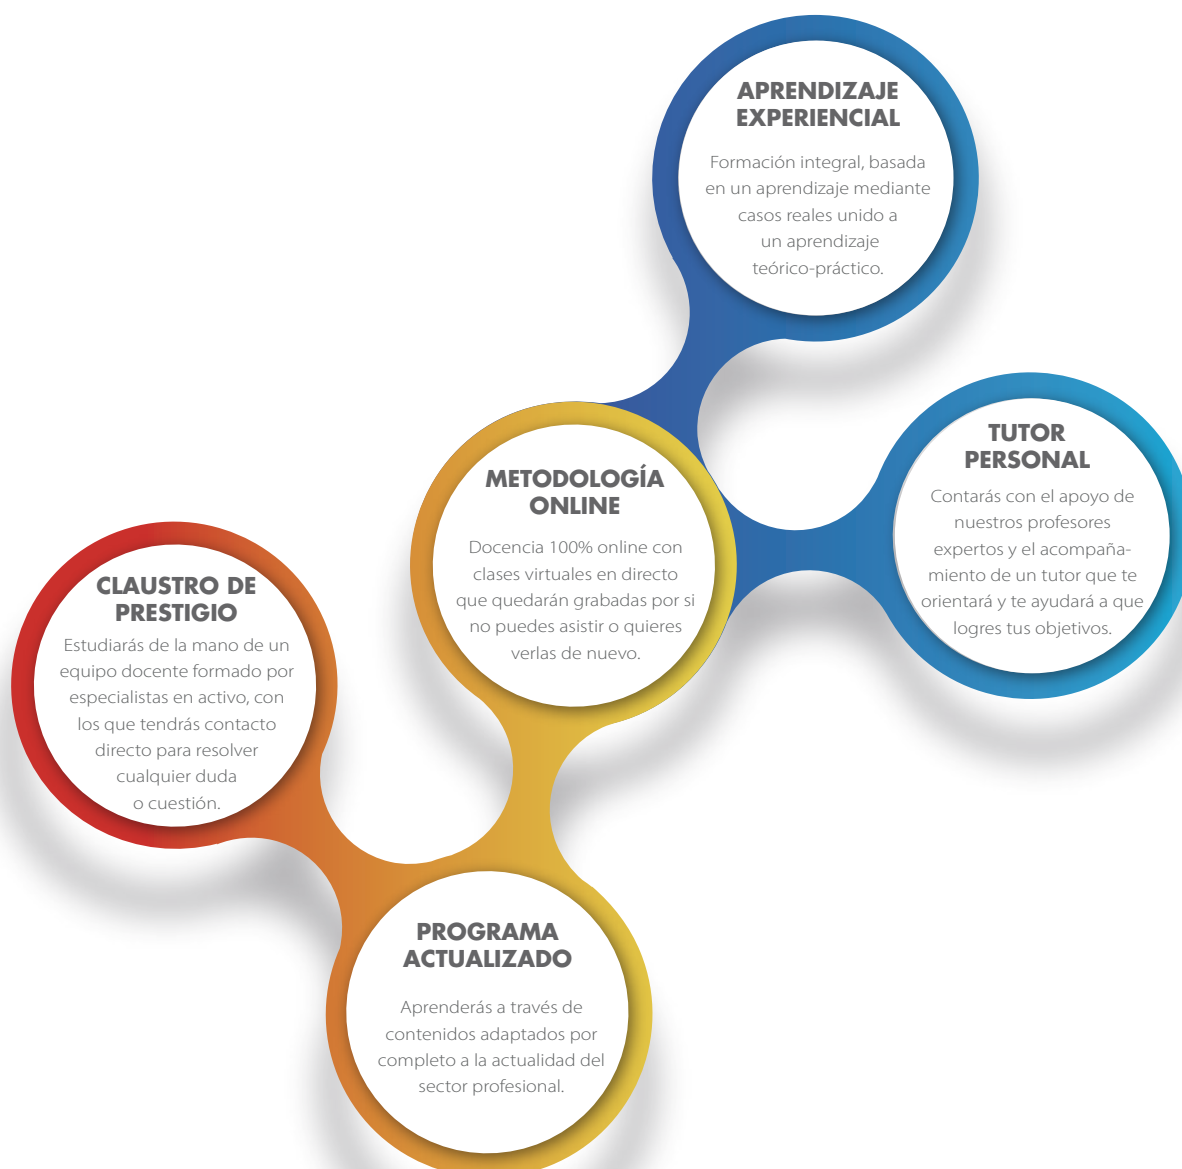 APRENDIZAJE
EXPERIENCIAL
Formación integral, basada
en un aprendizaje mediante
casos reales unido a
un aprendizaje
teórico-práctico.
TUTOR
PERSONAL
Contarás con el apoyo de
nuestros profesores
expertos y el acompaña-
miento de un tutor que te
orientará y te ayudará a que
logres tus objetivos.
METODOLOGÍA
ONLINE
Docencia 100% online con
clases virtuales en directo
que quedarán grabadas por si
no puedes asistir o quieres
verlas de nuevo.
CLAUSTRO DE
PRESTIGIO
Estudiarás de la mano de un
equipo docente formado por
especialistas en activo, con
los que tendrás contacto
directo para resolver
cualquier duda
o cuestión.
PROGRAMA
ACTUALIZADO
Aprenderás a través de
contenidos adaptados por
completo a la actualidad del
sector profesional.